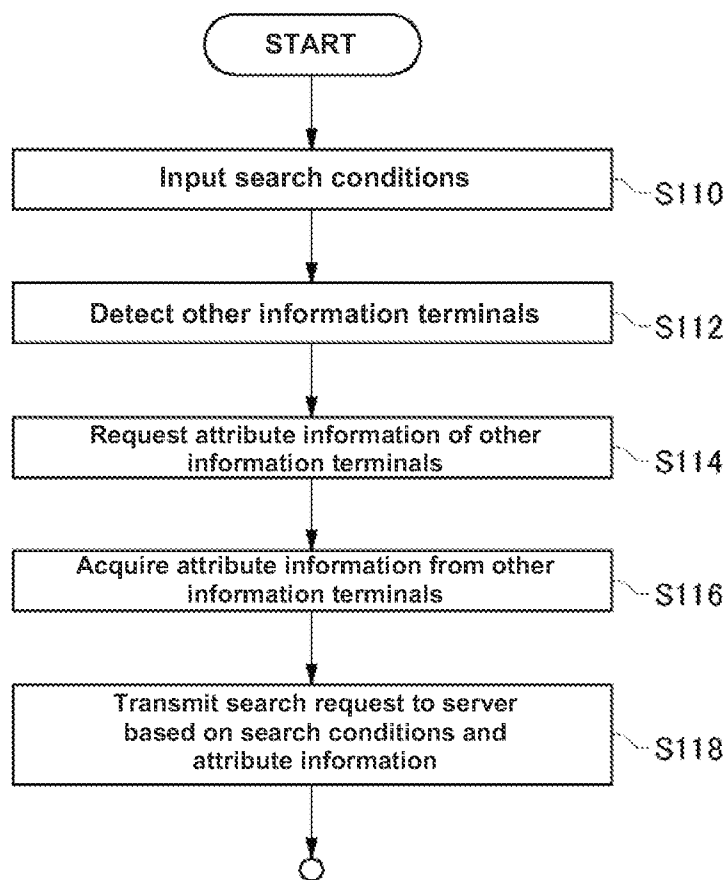 START
Input search conditions
S110
Detect other information terminals
S112
Request attribute information of other
information terminals
S114
Acquire attribute information from other
information terminals
S116
Transmit search request to server
based on search conditions and
attribute information
S118